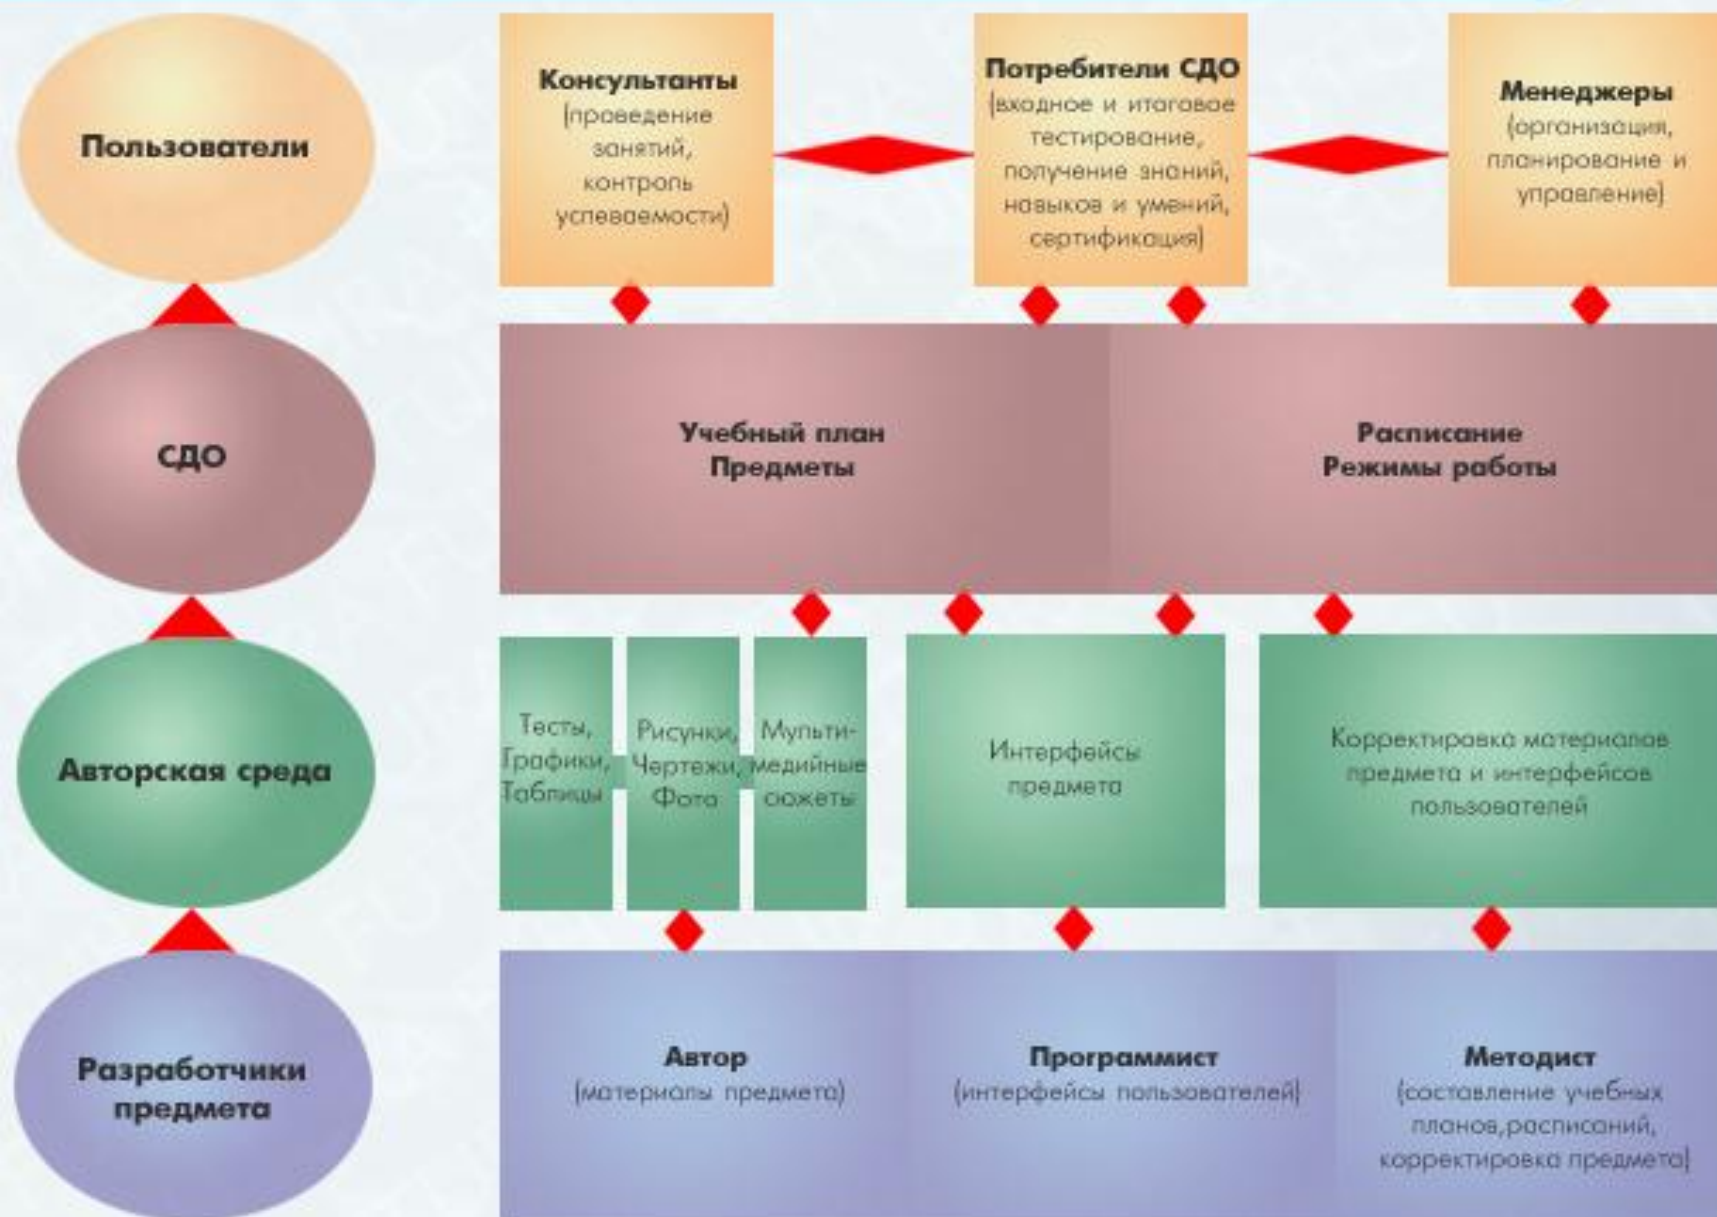 Пользователи
Консультанты
(проведение
занятий,
контроль
успеваемости)
Потребители СДО
(входное и итоговое
тестирование,
получение знаний,
навыков и умений,
сертификация)
Менеджеры
(организация,
планирование и
управление)
СДО
Учебный план
Предметы
Расписание
Режимы работы
Авторская среда
Тесты,
Графики,
Таблицы
Рисунки,
Чертежи,
Фото
Мульти-
медийные
сюжеты
Интерфейсы
предмета
Корректировка материалов
предмета и интерфейсов
пользователей
Разработчики
предмета
Автор
(материалы предмета)
Программист
(интерфейсы пользователей)
Методист
(составление учебных
планов,расписаний,
корректировка предмета)